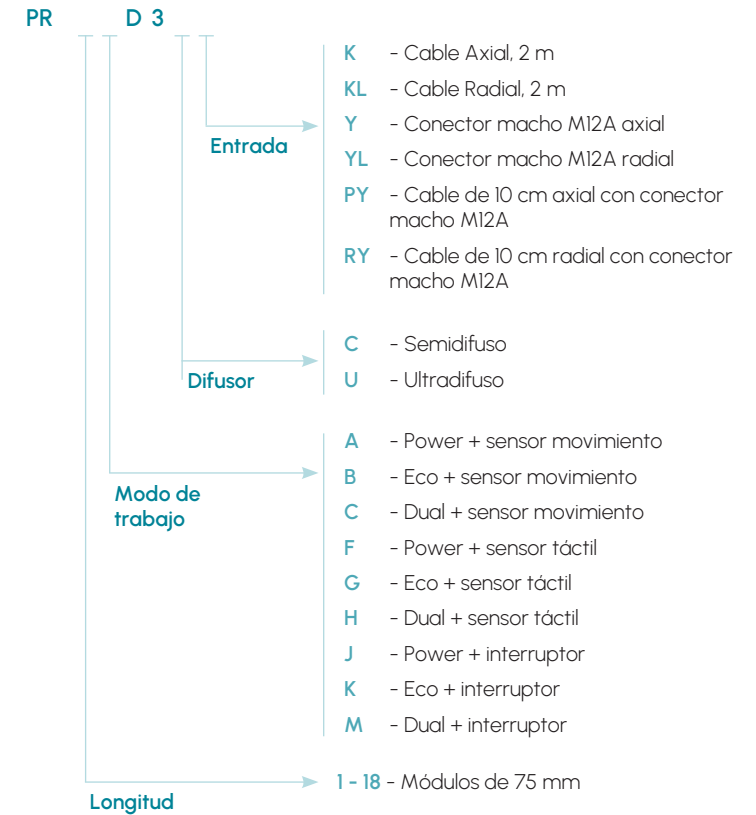 PR D 3
K - Cable Axial, 2 m
KL - Cable Radial, 2 m
Y - Conector macho M12A axial
Entrada
YL - Conector macho M12A radial
PY - Cable de 10 cm axial con conector
macho M12A
RY - Cable de 10 cm radial con conector
macho M12A
C - Semidifuso
Difusor
U - Ultradifuso
A - Power + sensor movimiento
B - Eco + sensor movimiento
Modo de
trabajo
C - Dual + sensor movimiento
F - Power + sensor táctil
G - Eco + sensor táctil
H - Dual + sensor táctil
J - Power + interruptor
K - Eco + interruptor
M - Dual + interruptor
1 - 18 - Módulos de 75 mm
Longitud